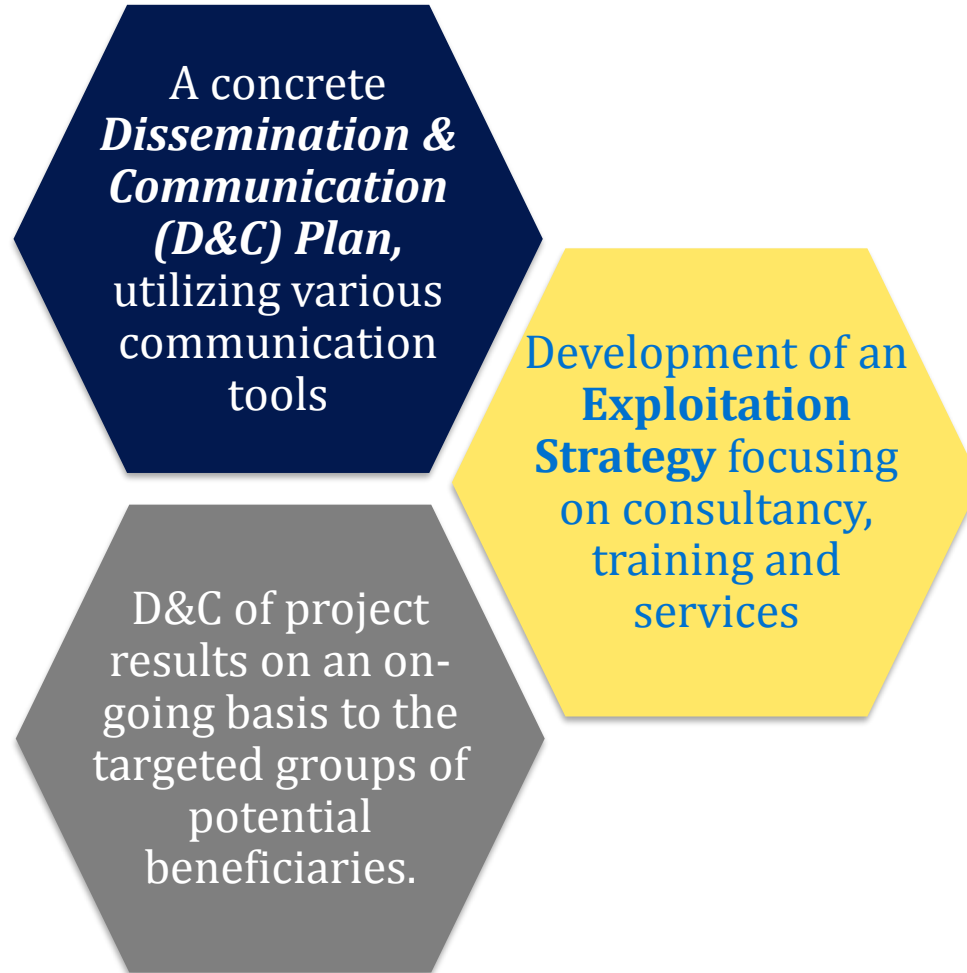 A concrete
Dissemination &
Communication
(D&C) Plan,
utilizing various
communication
tools
Development of an
Exploitation
Strategy focusing
on consultancy,
training and
services
D&C of project
results on an on-
going basis to the
targeted groups of
potential
beneficiaries.